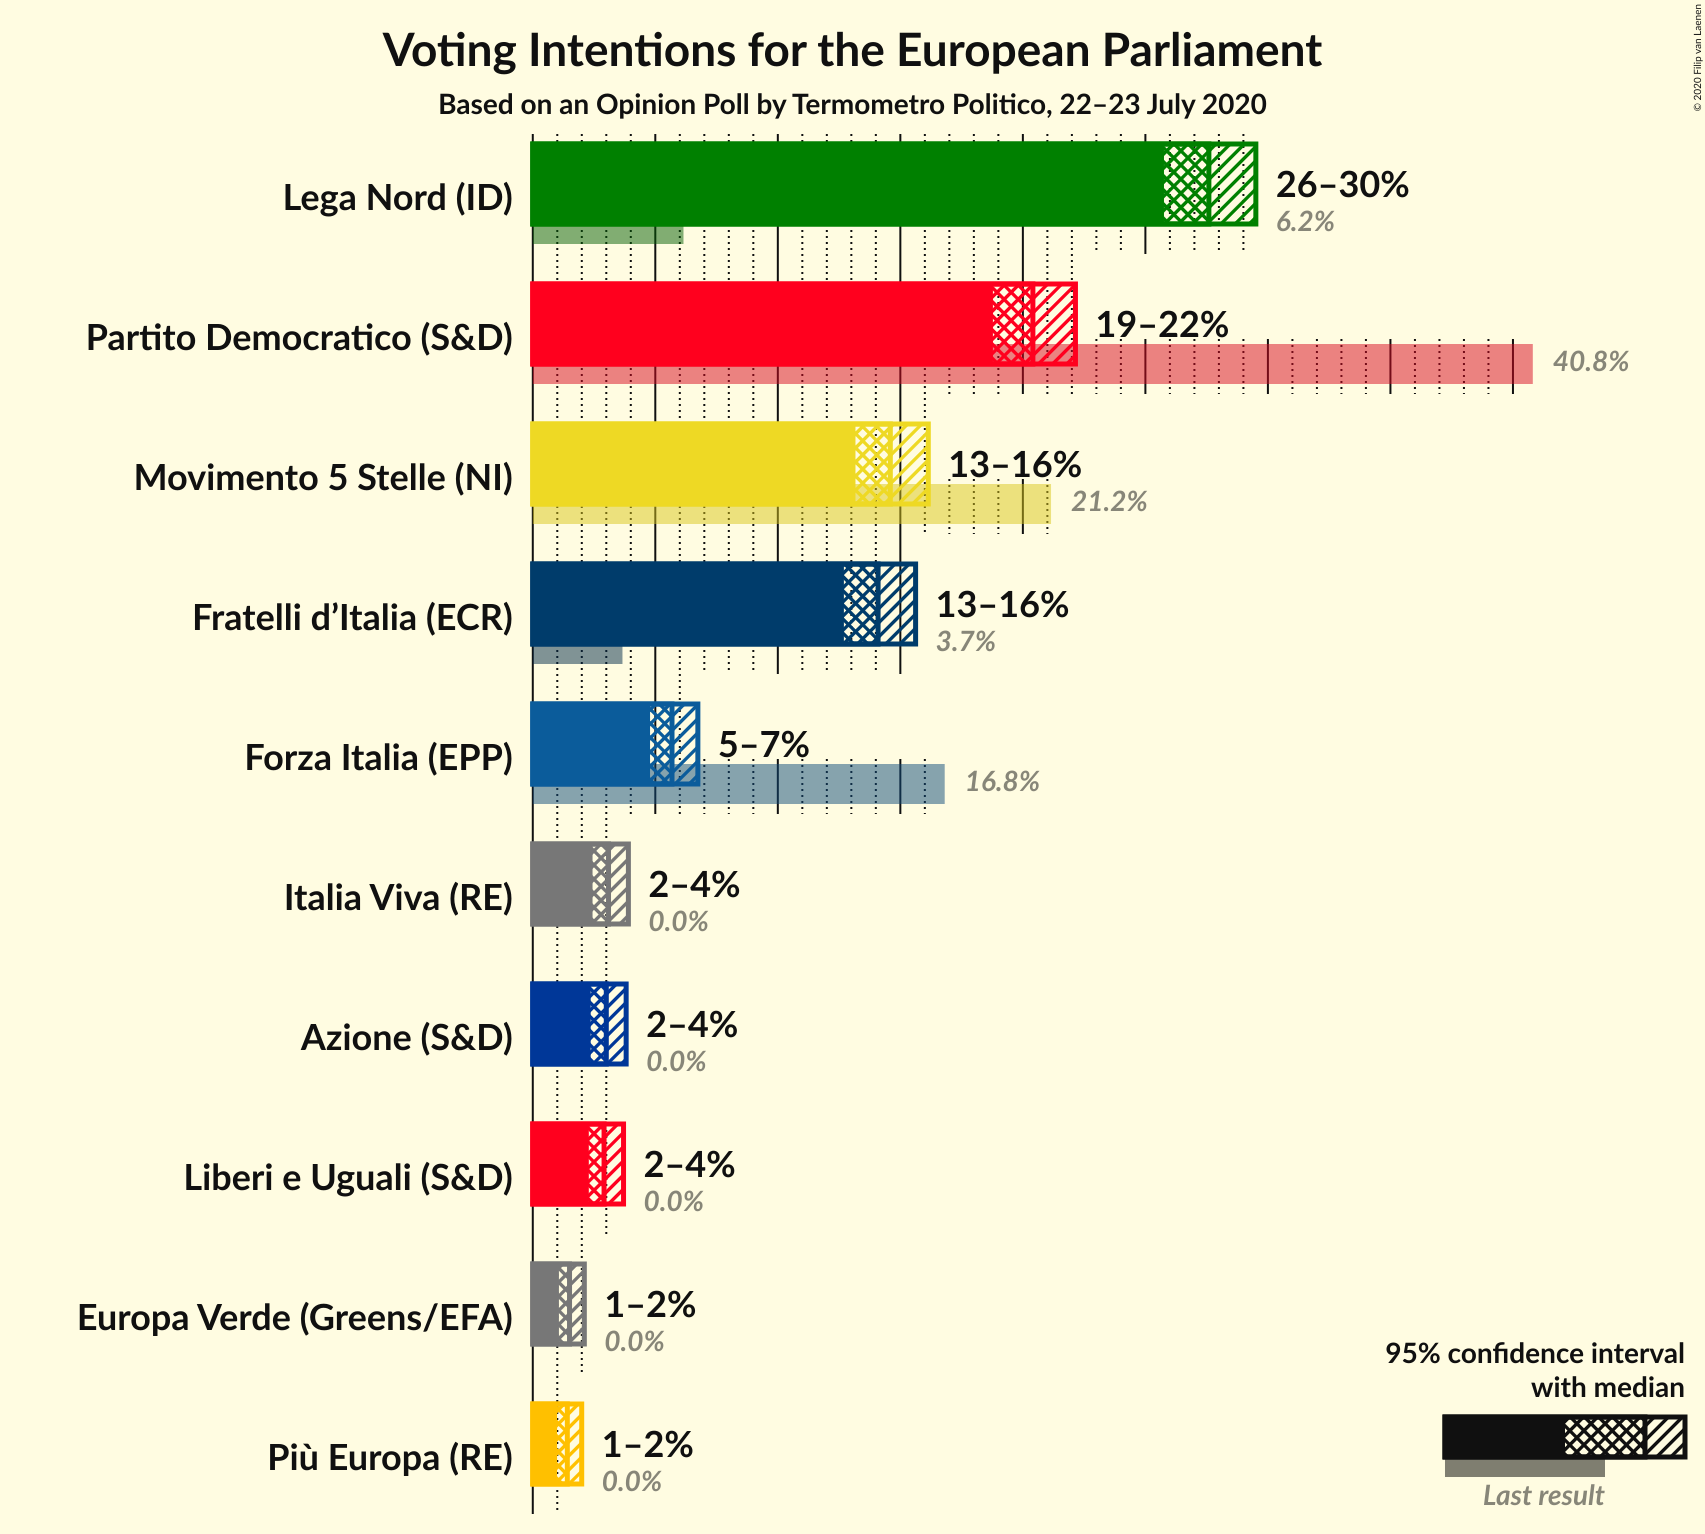 Voting Intentions for the European Parliament
Based on an Opinion Poll by Termometro Politico, 22–23 July 2020
© 2020 Filip van Laenen
Lega Nord (ID)
26–30%
6.2%
Partito Democratico (S&D)
19–22%
40.8%
Movimento 5 Stelle (NI)
13–16%
21.2%
Fratelli d’Italia (ECR)
13–16%
3.7%
Forza Italia (EPP)
5–7%
16.8%
Italia Viva (RE)
2–4%
0.0%
Azione (S&D)
2–4%
0.0%
Liberi e Uguali (S&D)
2–4%
0.0%
Europa Verde (Greens/EFA)
1–2%
0.0%
Più Europa (RE)
1–2%
0.0%
95% confidence interval
with median
Last result